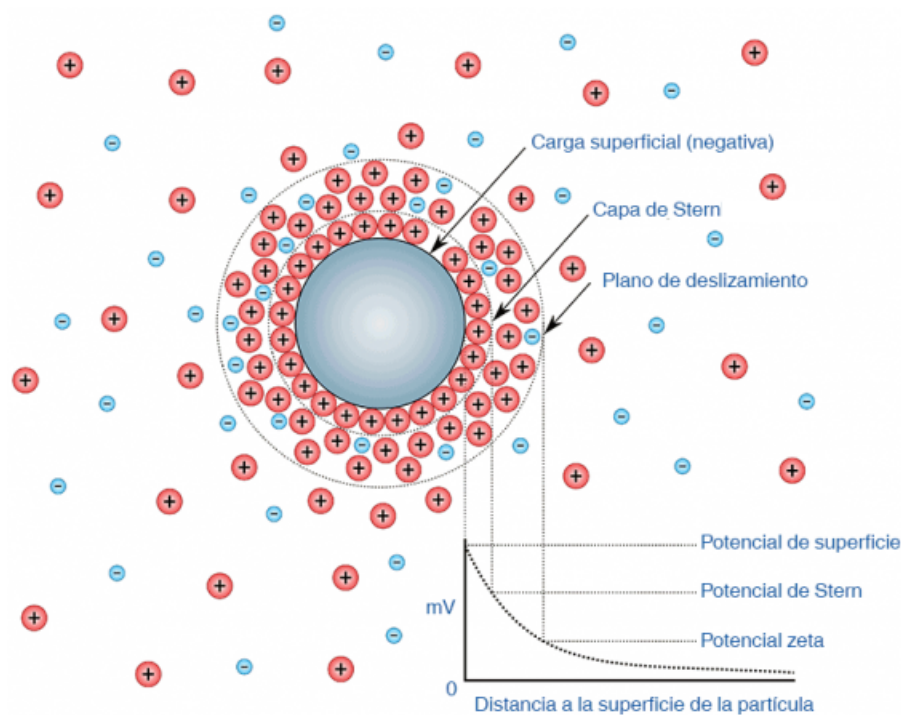 Carga superficial (negativa)
Capa de Stern
Plano de deslizamiento
Potencial de superficie
Potencial de Stern
mV
Potencial zeta
0
Distancia a la superficie de la partícula